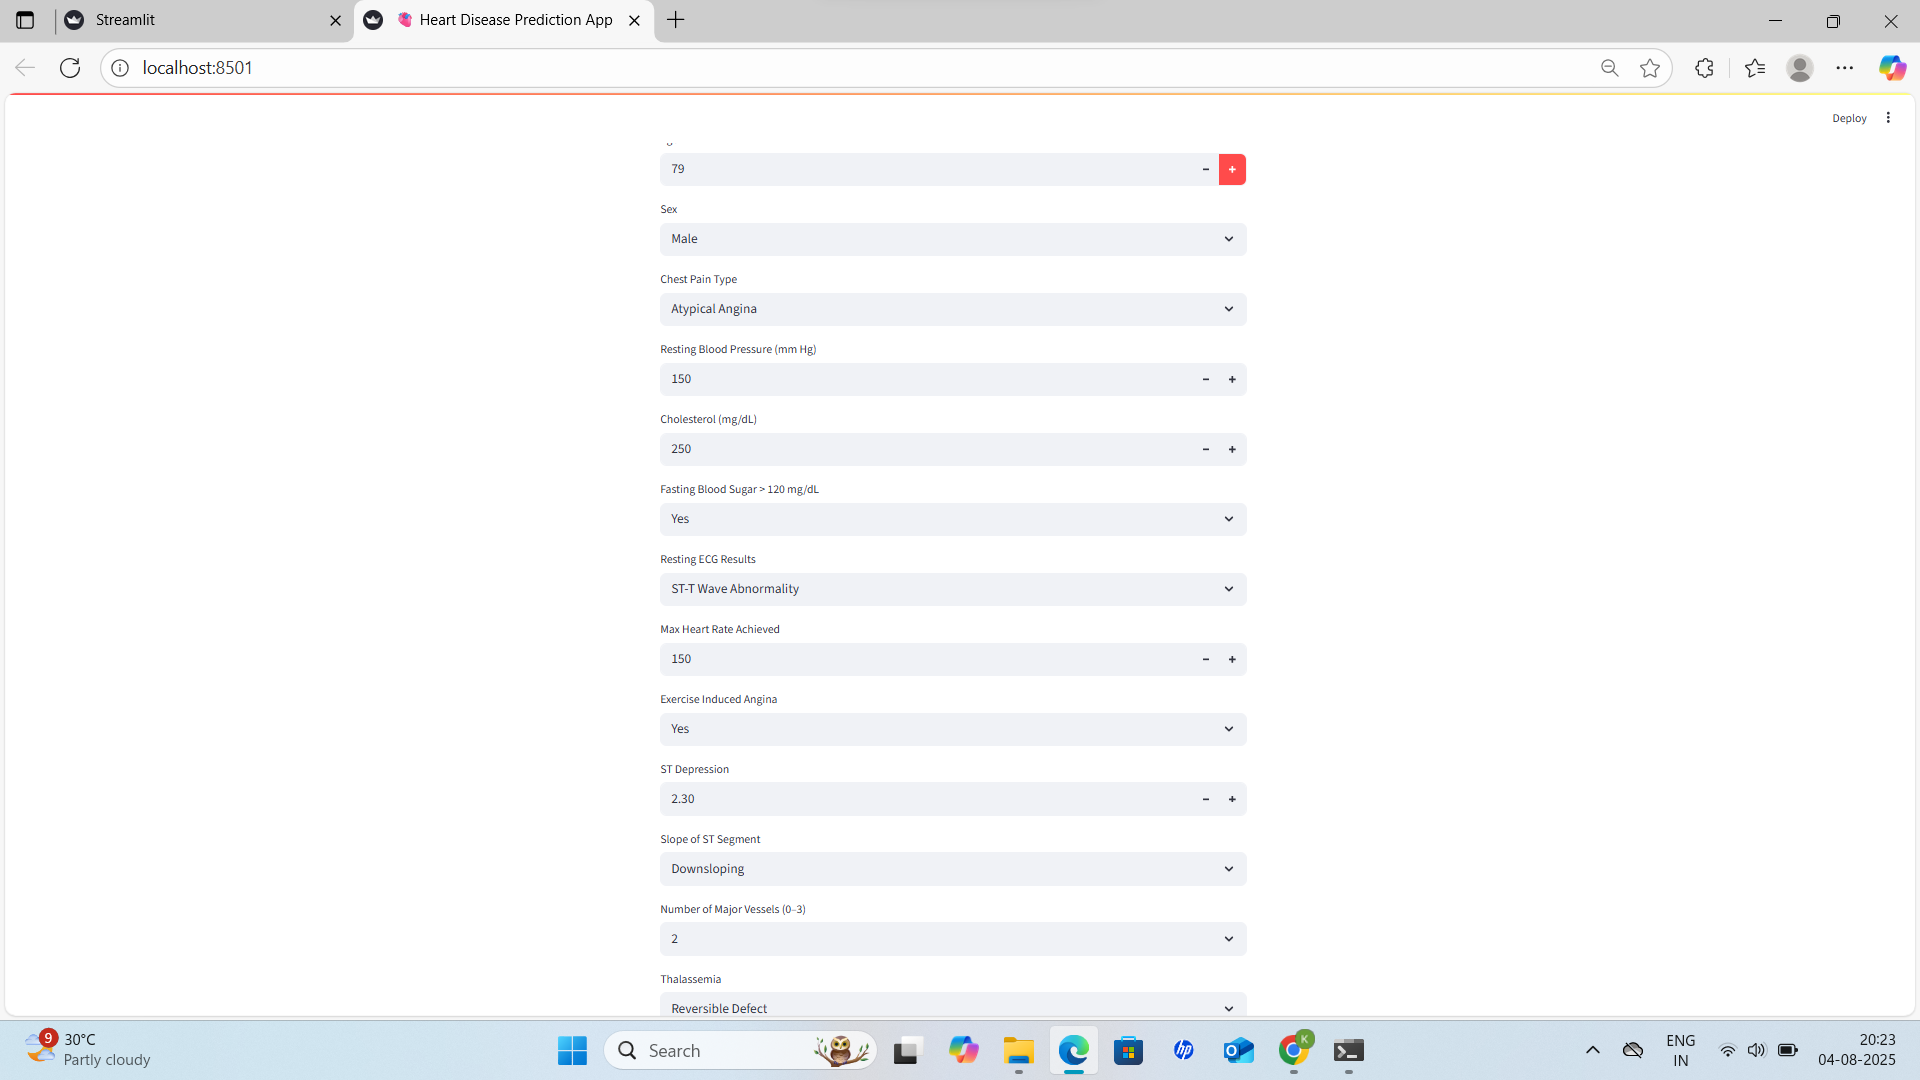 Streamlit
Heart Disease Prediction App
localhost:8501
Deploy
79
Sex
Male
Chest Pain Type
Atypical Angina
Resting Blood Pressure (mm Hg)
150
Cholesterol (mg/dL)
250
Fasting Blood Sugar > 120 mg/dL
Yes
Resting ECG Results
ST-T Wave Abnormality
Max Heart Rate Achieved
150
Exercise Induced Angina
Yes
ST Depression
2.30
Slope of ST Segment
Downsloping
Number of Major Vessels (0–3)
2
Thalassemia
Reversible Defect
9
30°C
Partly cloudy
Search
hp
K
ENG
IN
20:23
04-08-2025